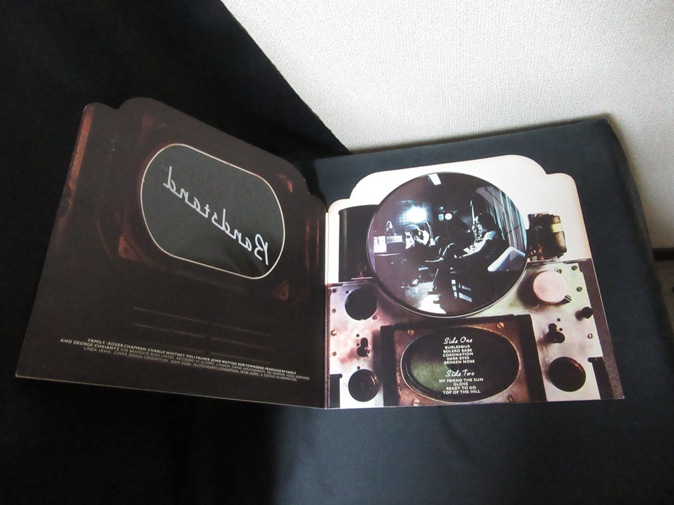 Bandstand
FAMILY: ROGER CHAPMAN CHARLIE WHITNEY POLI PALMER JOHN WETTON ROB TOWNSEND PRODUCED BY FAMILY
AND GEORGE CHKIANTZ
LINDA LEWIS
Side One
BURLESQUE
BOLERO BABE
CORONATION
DARK EYES
BROKEN NOSE
Side Two
MY FRIEND THE SUN
GLOVE
READY TO GO
TOP OF THE HILL